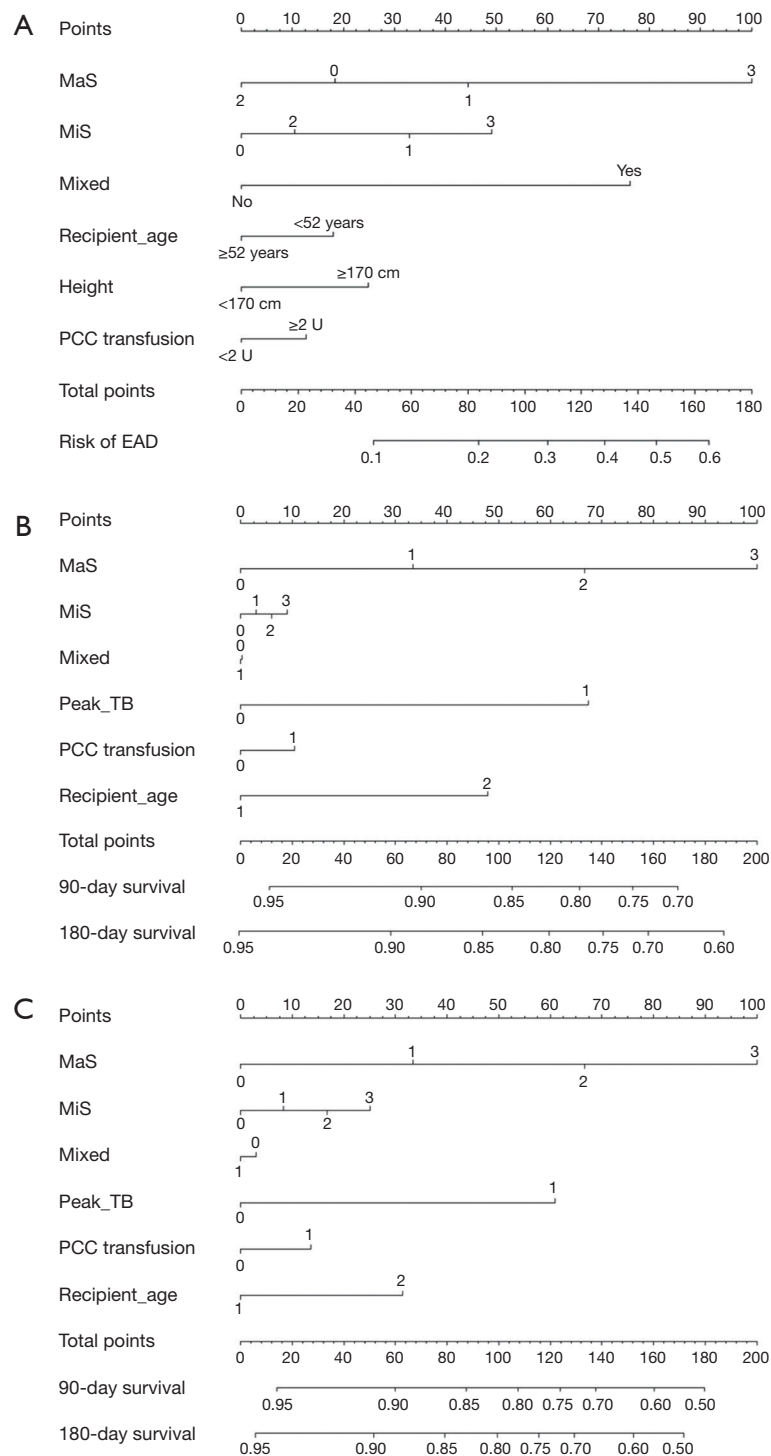 A
Points 0 10 20 30 40 50 60 70 80 90 100
MaS 0 3
2 1
MiS 2 3
0 1
Mixed Yes
No
Recipient_age <52 years
≥52 years
Height ≥170 cm
<170 cm
PCC transfusion ≥2 U
<2 U
Total points
0 20 40 60 80 100 120 140 160 180
Risk of EAD
0.1 0.2 0.3 0.4 0.5 0.6
B
Points 0 10 20 30 40 50 60 70 80 90 100
MaS 1 3
0 2
MiS 1 3
0 2
Mixed 0
1
Peak_TB 1
0
PCC transfusion 1
0
Recipient_age 2
1
Total points
0 20 40 60 80 100 120 140 160 180 200
90-day survival
0.95 0.90 0.85 0.80 0.75 0.70
180-day survival
0.95 0.90 0.85 0.80 0.75 0.70 0.60
C
Points 0 10 20 30 40 50 60 70 80 90 100
MaS 1 3
0 2
MiS 1 3
0 2
Mixed 0
1
Peak_TB 1
0
PCC transfusion 1
0
Recipient_age 2
1
Total points
0 20 40 60 80 100 120 140 160 180 200
90-day survival
0.95 0.90 0.85 0.80 0.75 0.70 0.60 0.50
180-day survival
0.95 0.90 0.85 0.80 0.75 0.70 0.60 0.50